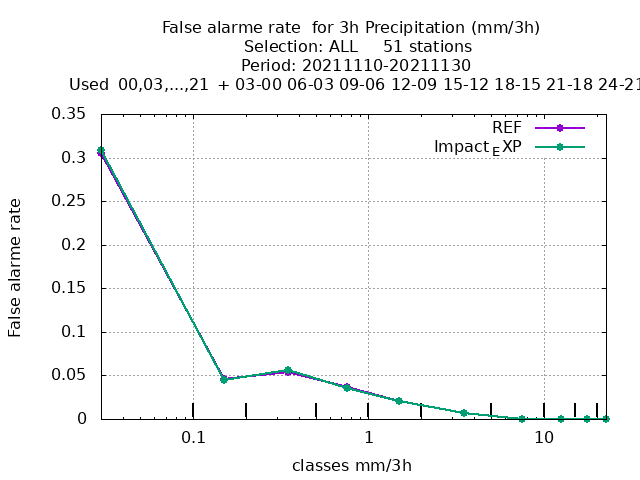 False alarme rate  for 3h Precipitation (mm/3h)
Selection: ALL     51 stations
Period: 20211110-20211130
Used  00,03,...,21  + 03-00 06-03 09-06 12-09 15-12 18-15 21-18 24-21
0.35
REF
Impact_EXP
0.3
0.25
0.2
0.15
0.1
0.05
0
False alarme rate
0.1
1
10
classes mm/3h